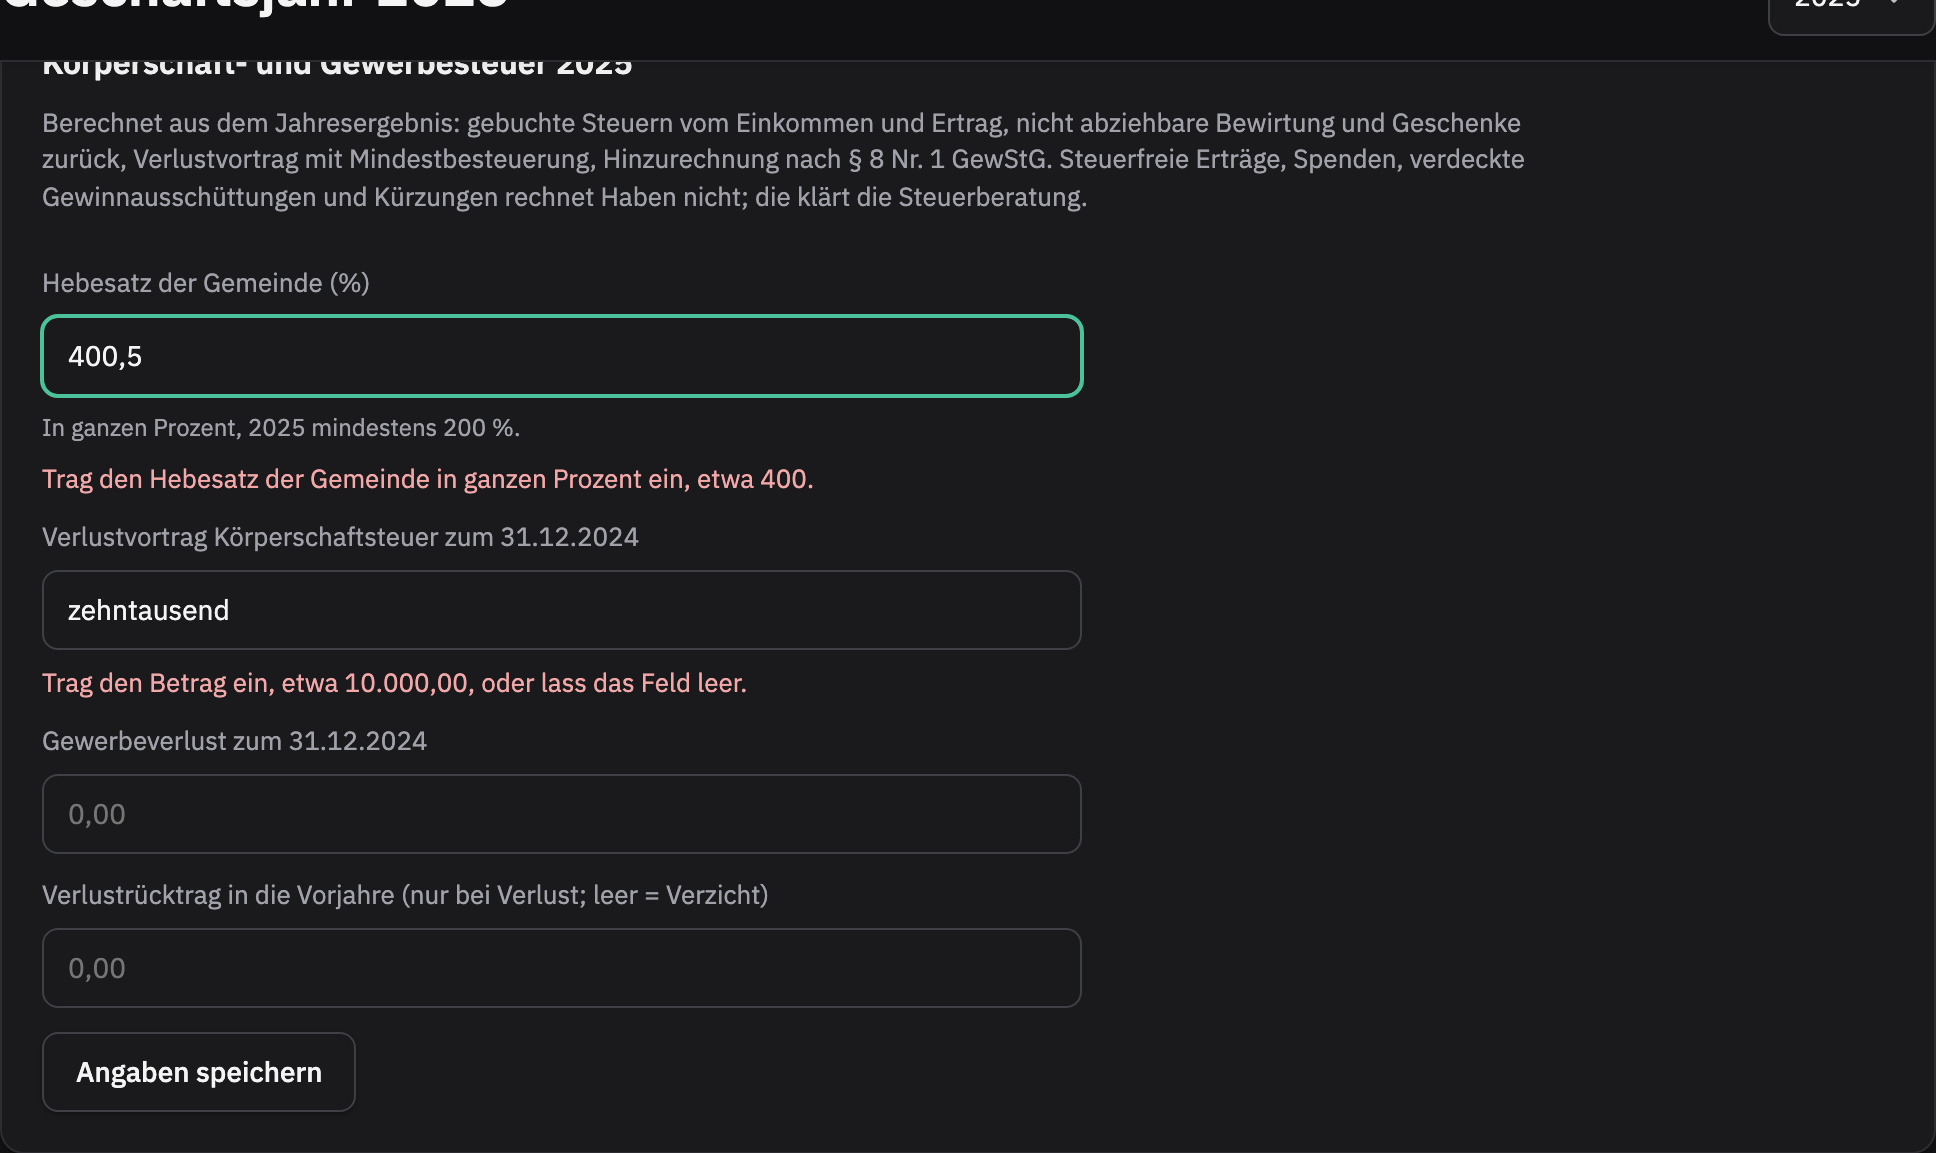 Geschäftsjahr 2025
2025
Körperschaft- und Gewerbesteuer 2025
Berechnet aus dem Jahresergebnis: gebuchte Steuern vom Einkommen und Ertrag, nicht abziehbare Bewirtung und Geschenke
zurück, Verlustvortrag mit Mindestbesteuerung, Hinzurechnung nach § 8 Nr. 1 GewStG. Steuerfreie Erträge, Spenden, verdeckte
Gewinnausschüttungen und Kürzungen rechnet Haben nicht; die klärt die Steuerberatung.
Hebesatz der Gemeinde (%)
400,5
In ganzen Prozent, 2025 mindestens 200 %.
Trag den Hebesatz der Gemeinde in ganzen Prozent ein, etwa 400.
Verlustvortrag Körperschaftsteuer zum 31.12.2024
zehntausend
Trag den Betrag ein, etwa 10.000,00, oder lass das Feld leer.
Gewerbeverlust zum 31.12.2024
0,00
Verlustrücktrag in die Vorjahre (nur bei Verlust; leer = Verzicht)
0,00
Angaben speichern